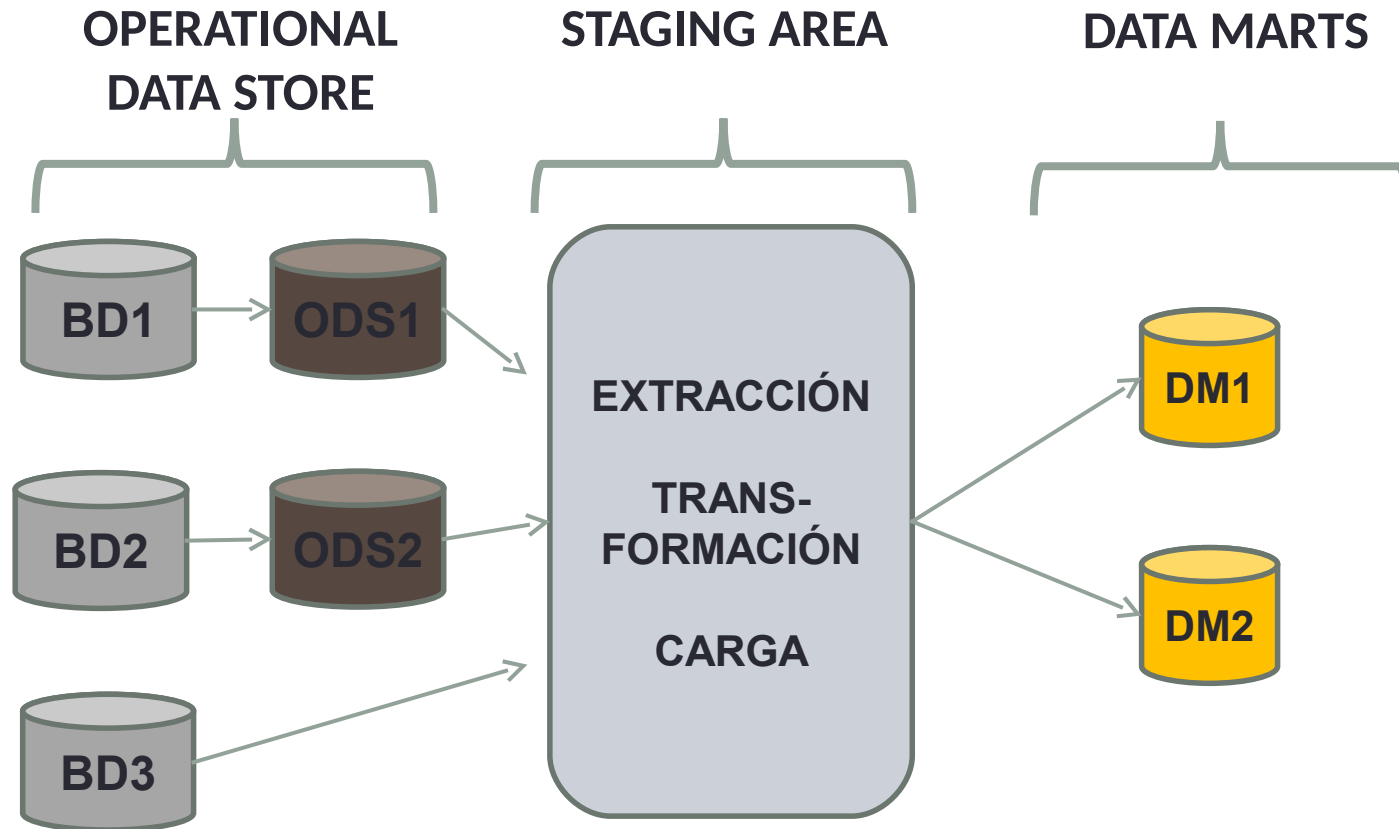 OPERATIONAL
DATA STORE
STAGING AREA
DATA MARTS
BD1
ODS1
BD2
ODS2
BD3
EXTRACCIÓN
TRANS-
FORMACIÓN
CARGA
DM1
DM2